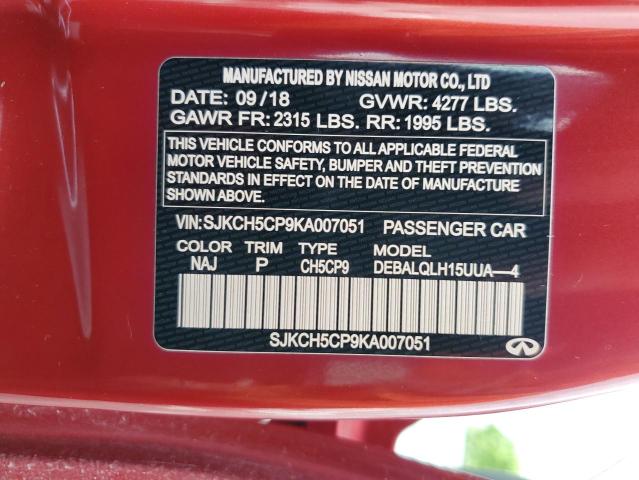 MANUFACTURED BY NISSAN MOTOR CO., LTD
DATE: 09/18 GVWR: 4277 LBS.
GAWR FR: 2315 LBS. RR: 1995 LBS.
THIS VEHICLE CONFORMS TO ALL APPLICABLE FEDERAL
MOTOR VEHICLE SAFETY, BUMPER AND THEFT PREVENTION
STANDARDS IN EFFECT ON THE DATE OF MANUFACTURE
SHOWN ABOVE.
VIN:SJKCH5CP9KA007051 PASSENGER CAR
COLOR TRIM TYPE MODEL
NAJ P CH5CP9 DEBALQLH15UUA—4
SJKCH5CP9KA007051